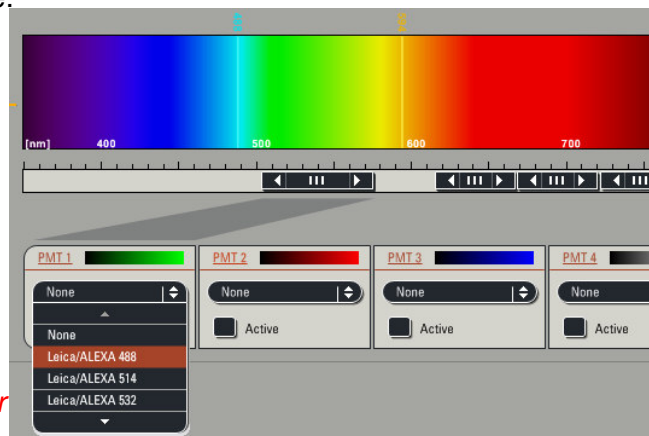 [nm] 400 500 600 700
PMT 1 PMT 2 PMT 3 PMT 4
None None None None
Active Active Active
None
Leica/ALEXA 488
Leica/ALEXA 514
Leica/ALEXA 532